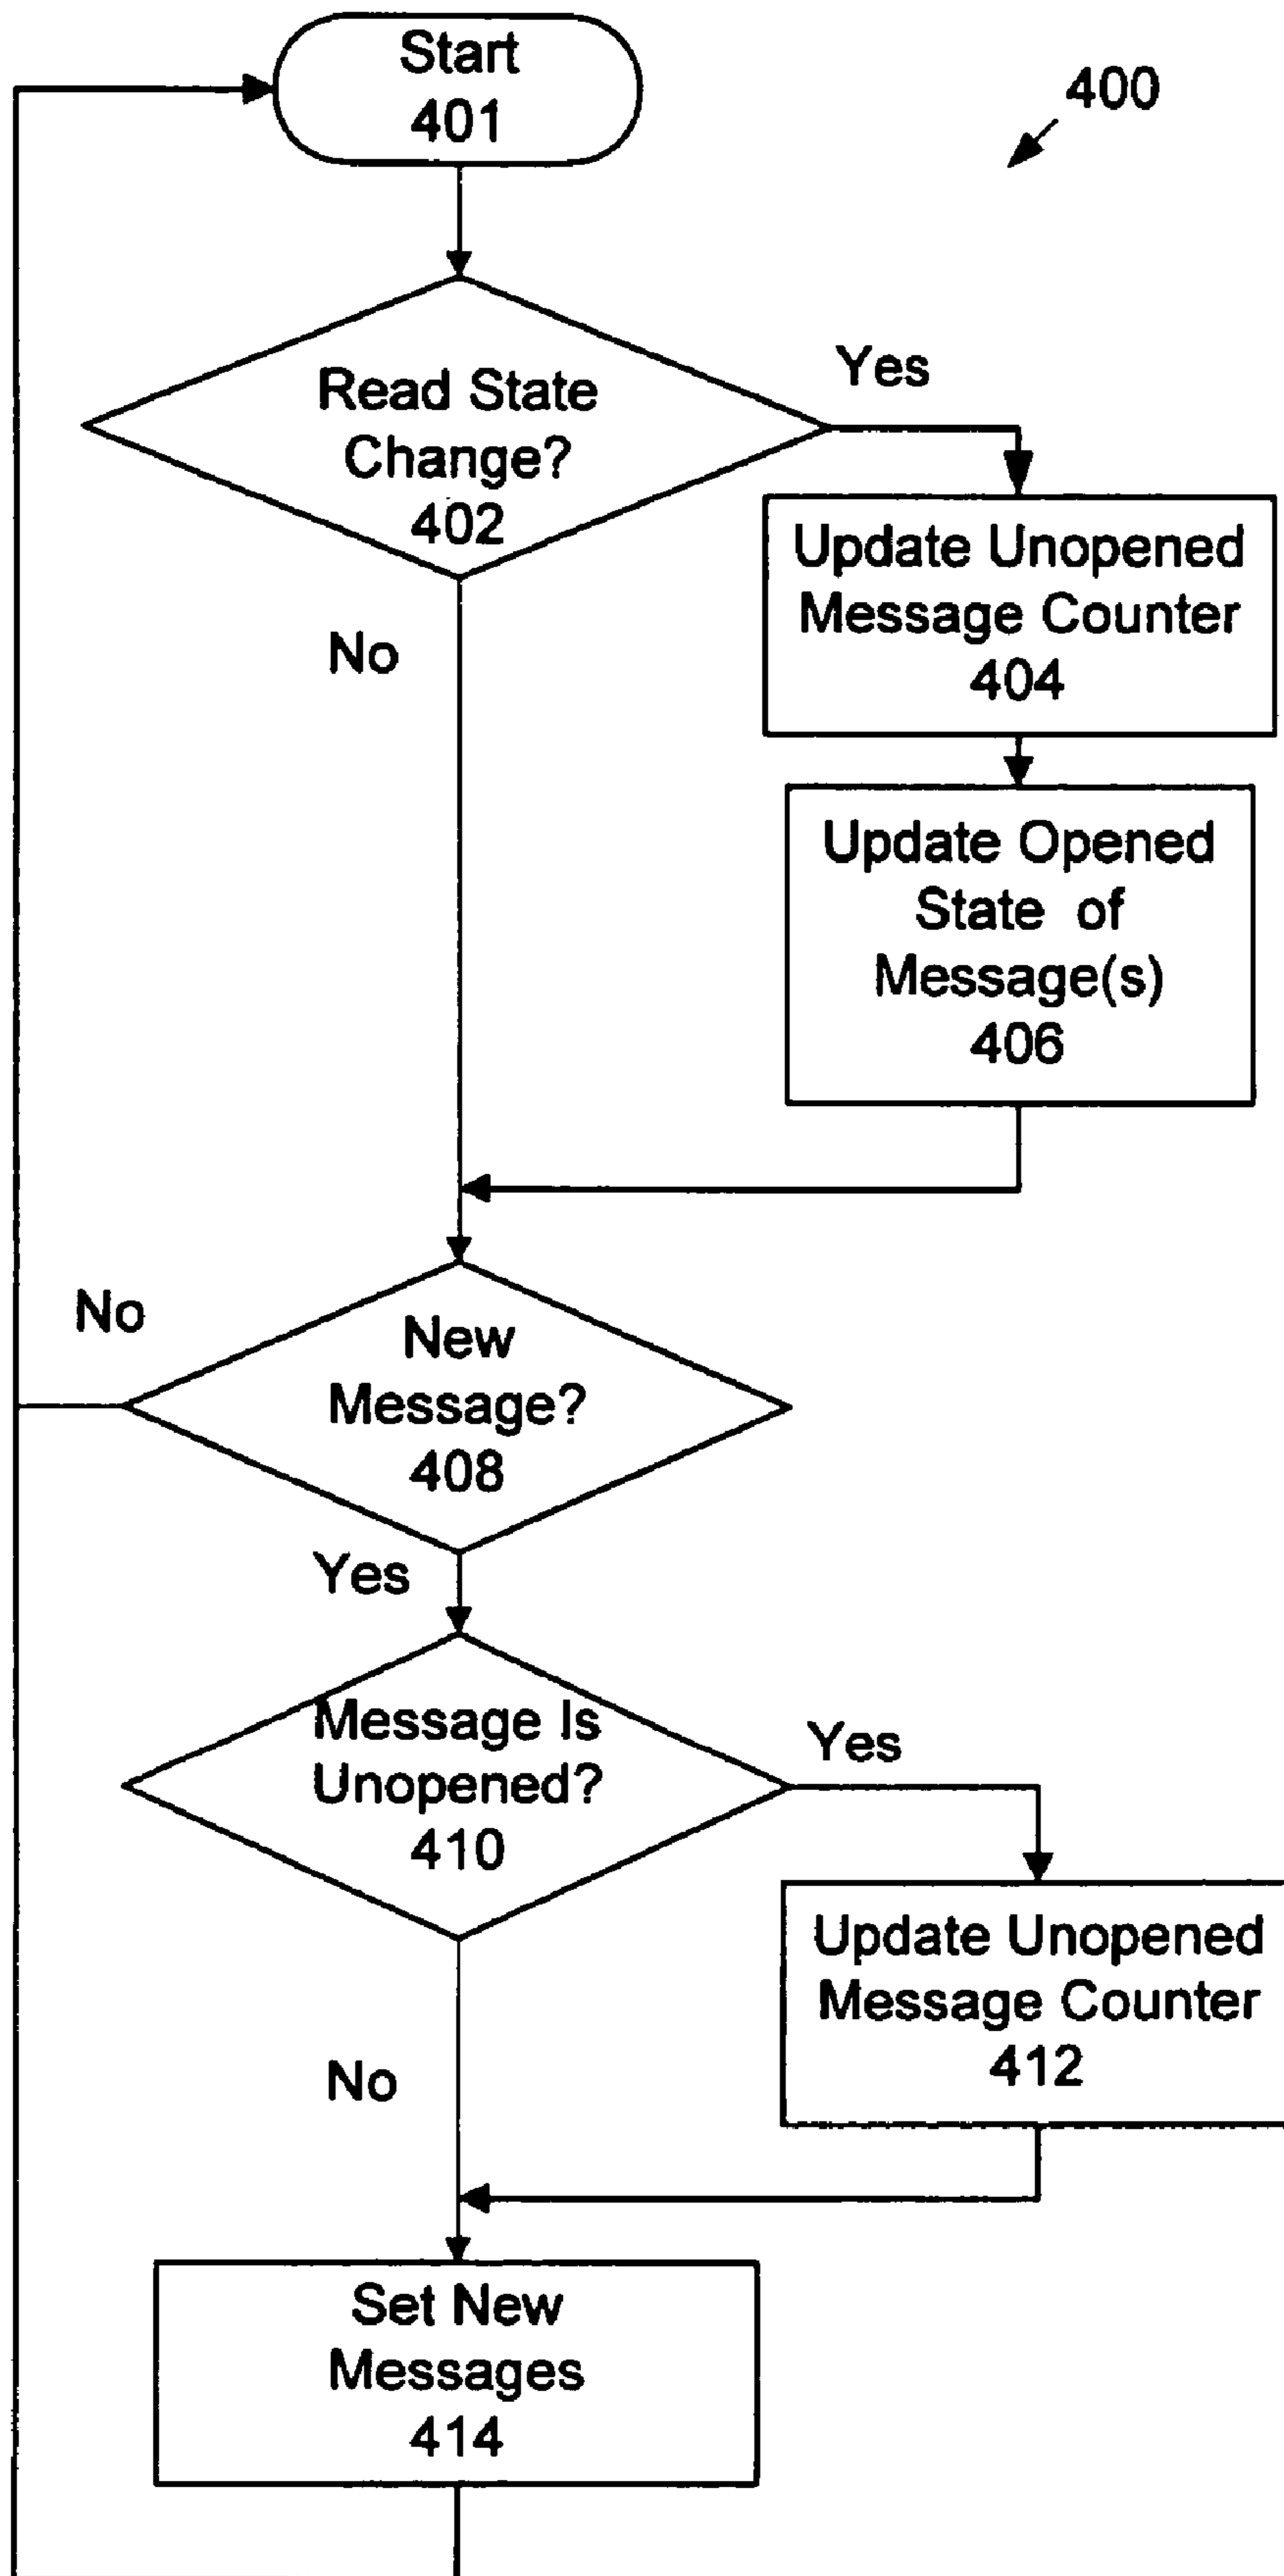 Start
401
400
Read State
Change?
402
Yes
No
Update Unopened
Message Counter
404
Update Opened
State of
Message(s)
406
No
New
Message?
408
Yes
Message Is
Unopened?
410
Yes
No
Update Unopened
Message Counter
412
Set New
Messages
414